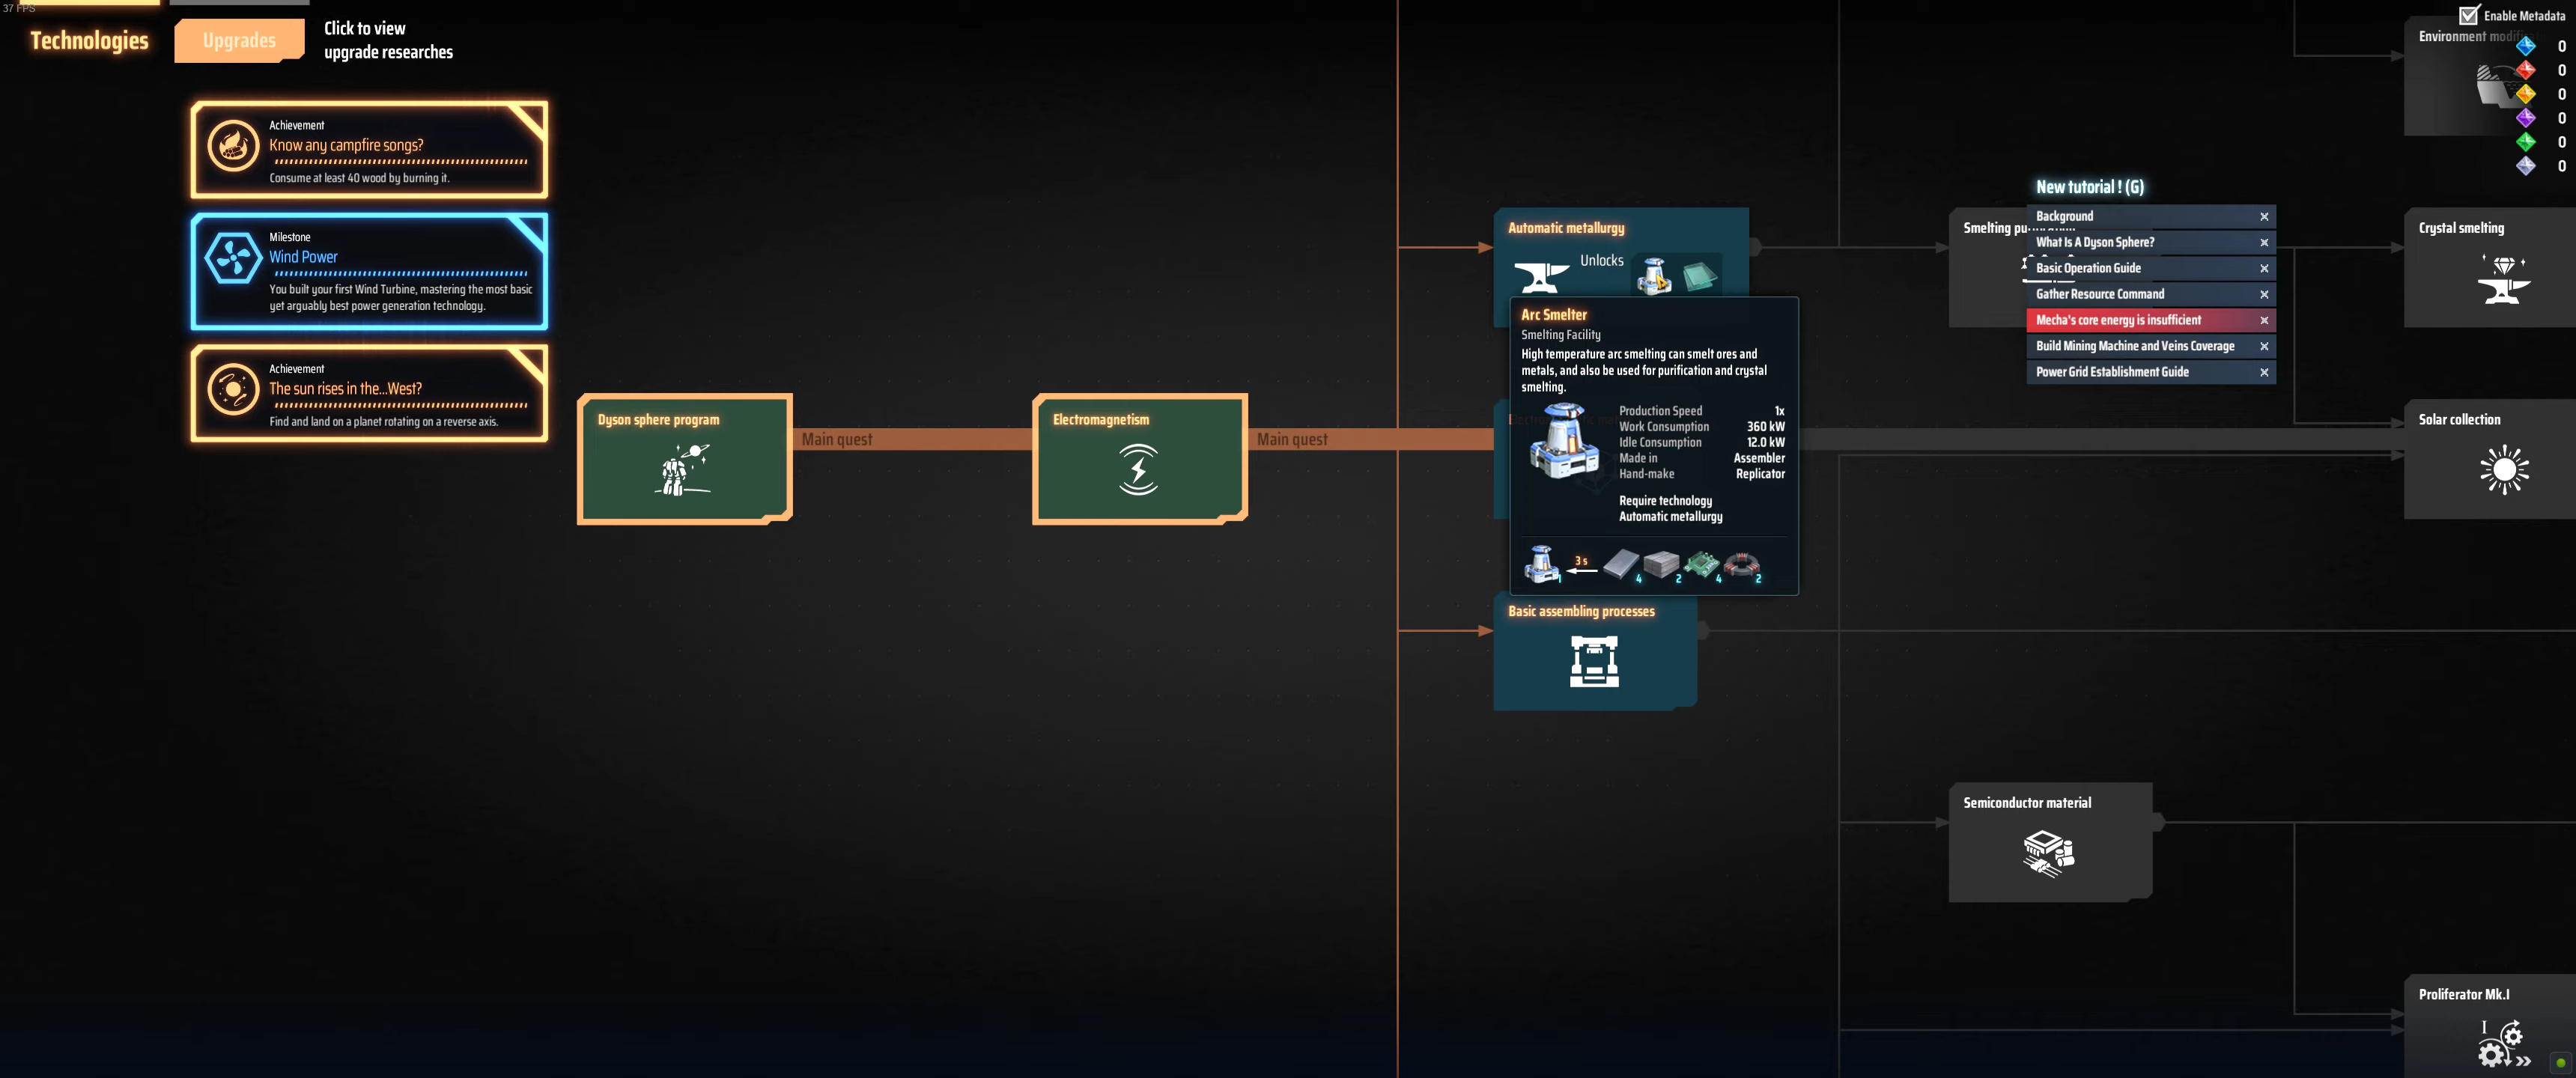 37 FPS
Technologies
Upgrades
Click to view
upgrade researches
Enable Metadata
Environment
0
0
0
0
0
0
Achievement
Know any campfire songs?
Consume at least 40 wood by burning it.
Milestone
Wind Power
You built your first Wind Turbine, mastering the most basic
yet arguably best power generation technology.
Achievement
The sun rises in the...West?
Find and land on a planet rotating on a reverse axis.
Dyson sphere program
Main quest
Electromagnetism
Main quest
Automatic metallurgy
Unlocks
Arc Smelter
Smelting Facility
High temperature arc smelting can smelt ores and
metals, and also be used for purification and crystal
smelting.
Production Speed 1x
Work Consumption 360 kW
Idle Consumption 12.0 kW
Made in Assembler
Hand-make Replicator
Require technology
Automatic metallurgy
1
3 s
4
2
4
2
Basic assembling processes
New tutorial ! (G)
Smelting
Background
What Is A Dyson Sphere?
Basic Operation Guide
Gather Resource Command
Mecha's core energy is insufficient
Build Mining Machine and Veins Coverage
Power Grid Establishment Guide
Crystal smelting
Solar collection
Semiconductor material
Proliferator Mk.I
I